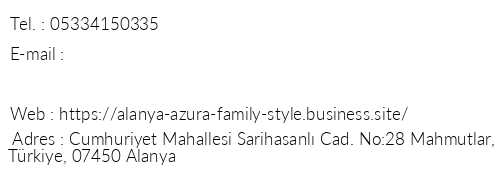 Tel. : 05334150335
E-mail :
Web : https://alanya-azura-family-style.business.site/
Adres : Cumhuriyet Mahallesi Sarihasanlı Cad. No:28 Mahmutlar,
Türkiye, 07450 Alanya